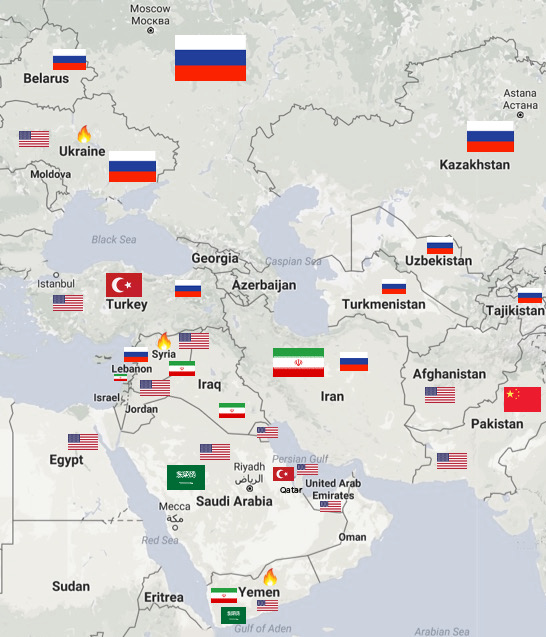 Moscow
Москва
Belarus
Astana
Астана
Ukraine
Kazakhstan
Moldova
Black Sea
Georgia
Caspian Sea
Uzbekistan
Istanbul
Azerbaijan
Turkey
Turkmenistan
Tajikistan
Syria
Lebanon
Afghanistan
Iraq
Iran
Israel
Jordan
Pakistan
Egypt
Persian Gulf
Riyadh
الرياض
Qatar
United Arab
Emirates
Saudi Arabia
Mecca
مكة
Oman
Red Sea
Sudan
Eritrea
Yemen
Gulf of Aden
Arabian Sea